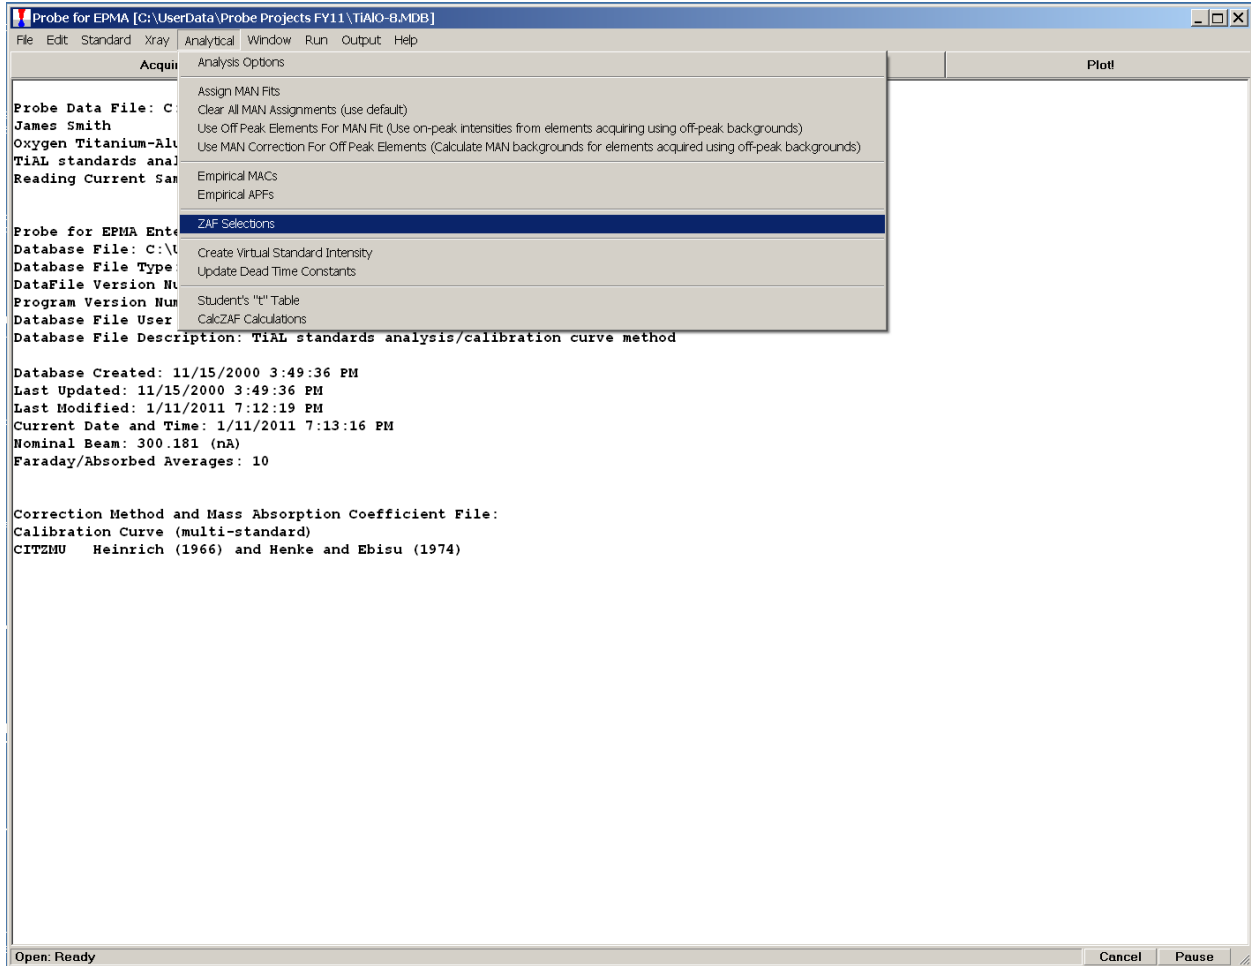 Probe for EPMA [C:\UserData\Probe Projects FY11\TiAlO-8.MDB]
File Edit Standard Xray Analytical Window Run Output Help
Acqui Plot!
Analysis Options
Assign MAN Fits
Clear All MAN Assignments (use default)
Use Off Peak Elements For MAN Fit (Use on-peak intensities from elements acquiring using off-peak backgrounds)
Use MAN Correction For Off Peak Elements (Calculate MAN backgrounds for elements acquired using off-peak backgrounds)
Empirical MACs
Empirical APFs
ZAF Selections
Create Virtual Standard Intensity
Update Dead Time Constants
Student's "t" Table
CalcZAF Calculations
Probe Data File: C:
James Smith
Oxygen Titanium-Alu
TiAL standards anal
Reading Current Sam
Probe for EPMA Ente
Database File: C:\U
Database File Type:
DataFile Version Nu
Program Version Num
Database File User
Database File Description: TiAL standards analysis/calibration curve method
Database Created: 11/15/2000 3:49:36 PM
Last Updated: 11/15/2000 3:49:36 PM
Last Modified: 1/11/2011 7:12:19 PM
Current Date and Time: 1/11/2011 7:13:16 PM
Nominal Beam: 300.181 (nA)
Faraday/Absorbed Averages: 10
Correction Method and Mass Absorption Coefficient File:
Calibration Curve (multi-standard)
CITZMU Heinrich (1966) and Henke and Ebisu (1974)
Open: Ready Cancel Pause